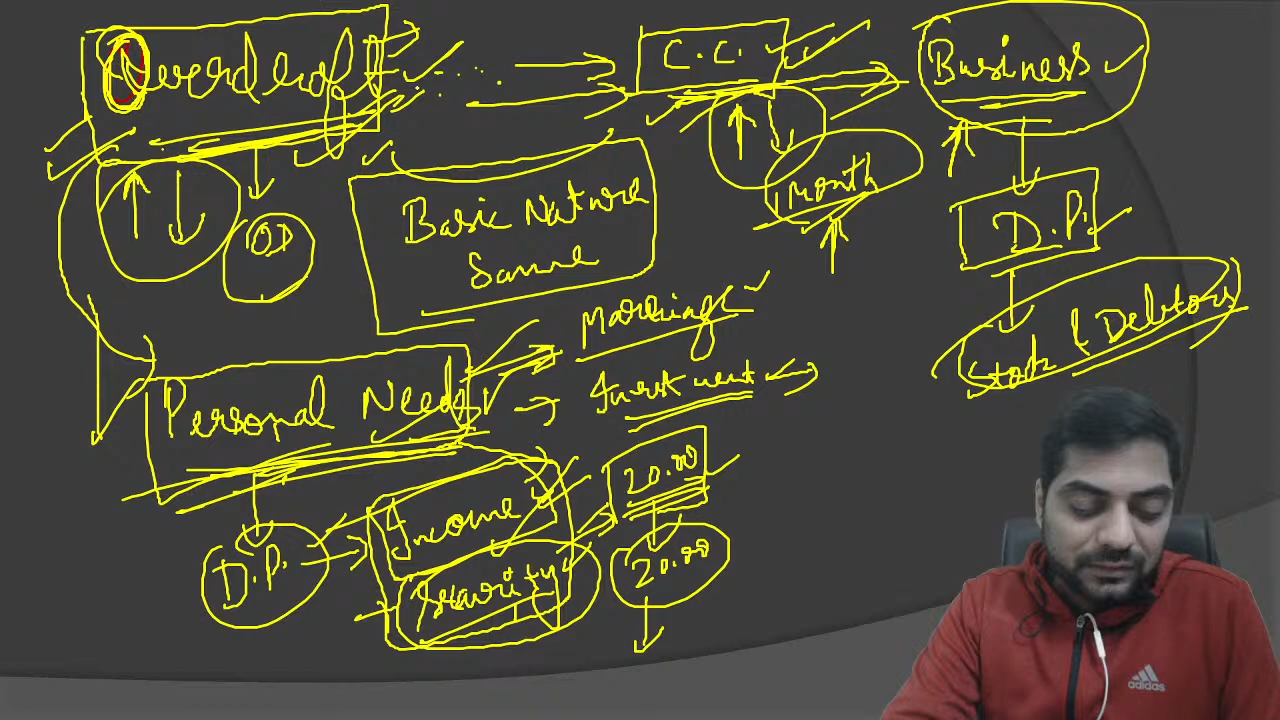 Overdraft
C.C.
Business
Month
OD
Basic Nature
Same
D.P.
Stock & Debtors
Marriage
Personal Needs
Investment
20.00
Income
D.P.
Security
20.00
adidas